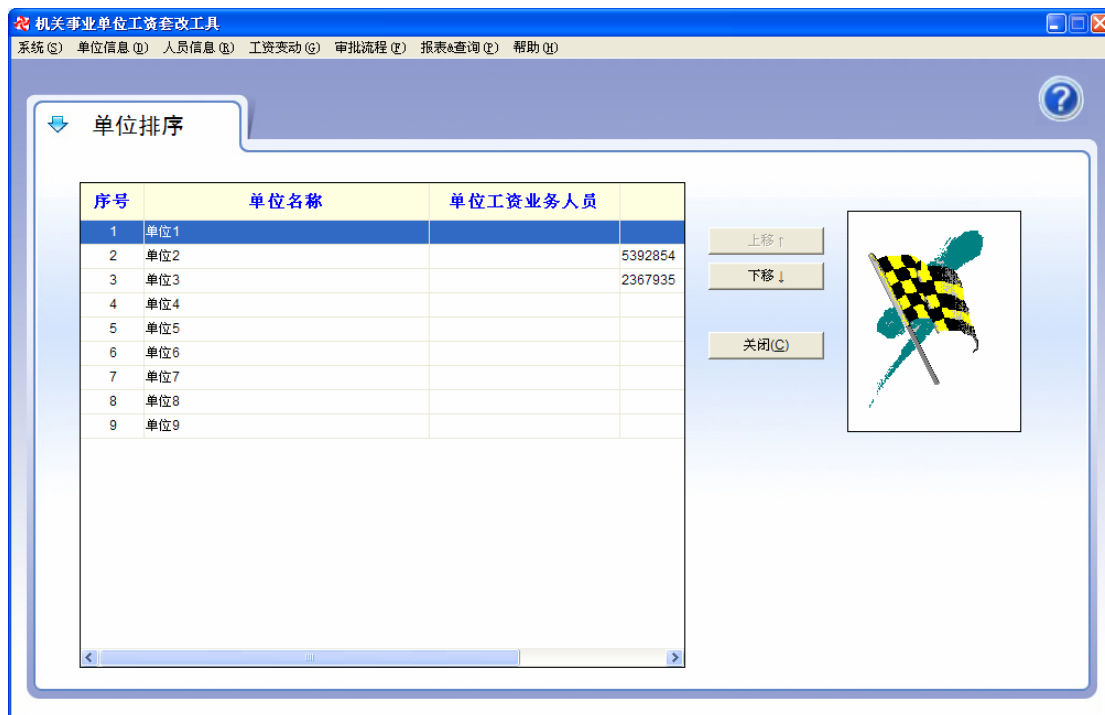 机关事业单位工资套改工具
系统(S) 单位信息(D) 人员信息(R) 工资变动(G) 审批流程(F) 报表&查询(P) 帮助(H)
单位排序
序号 单位名称 单位工资业务人员
1 单位1
2 单位2 5392854
3 单位3 2367935
4 单位4
5 单位5
6 单位6
7 单位7
8 单位8
9 单位9
上移↑
下移↓
关闭(C)